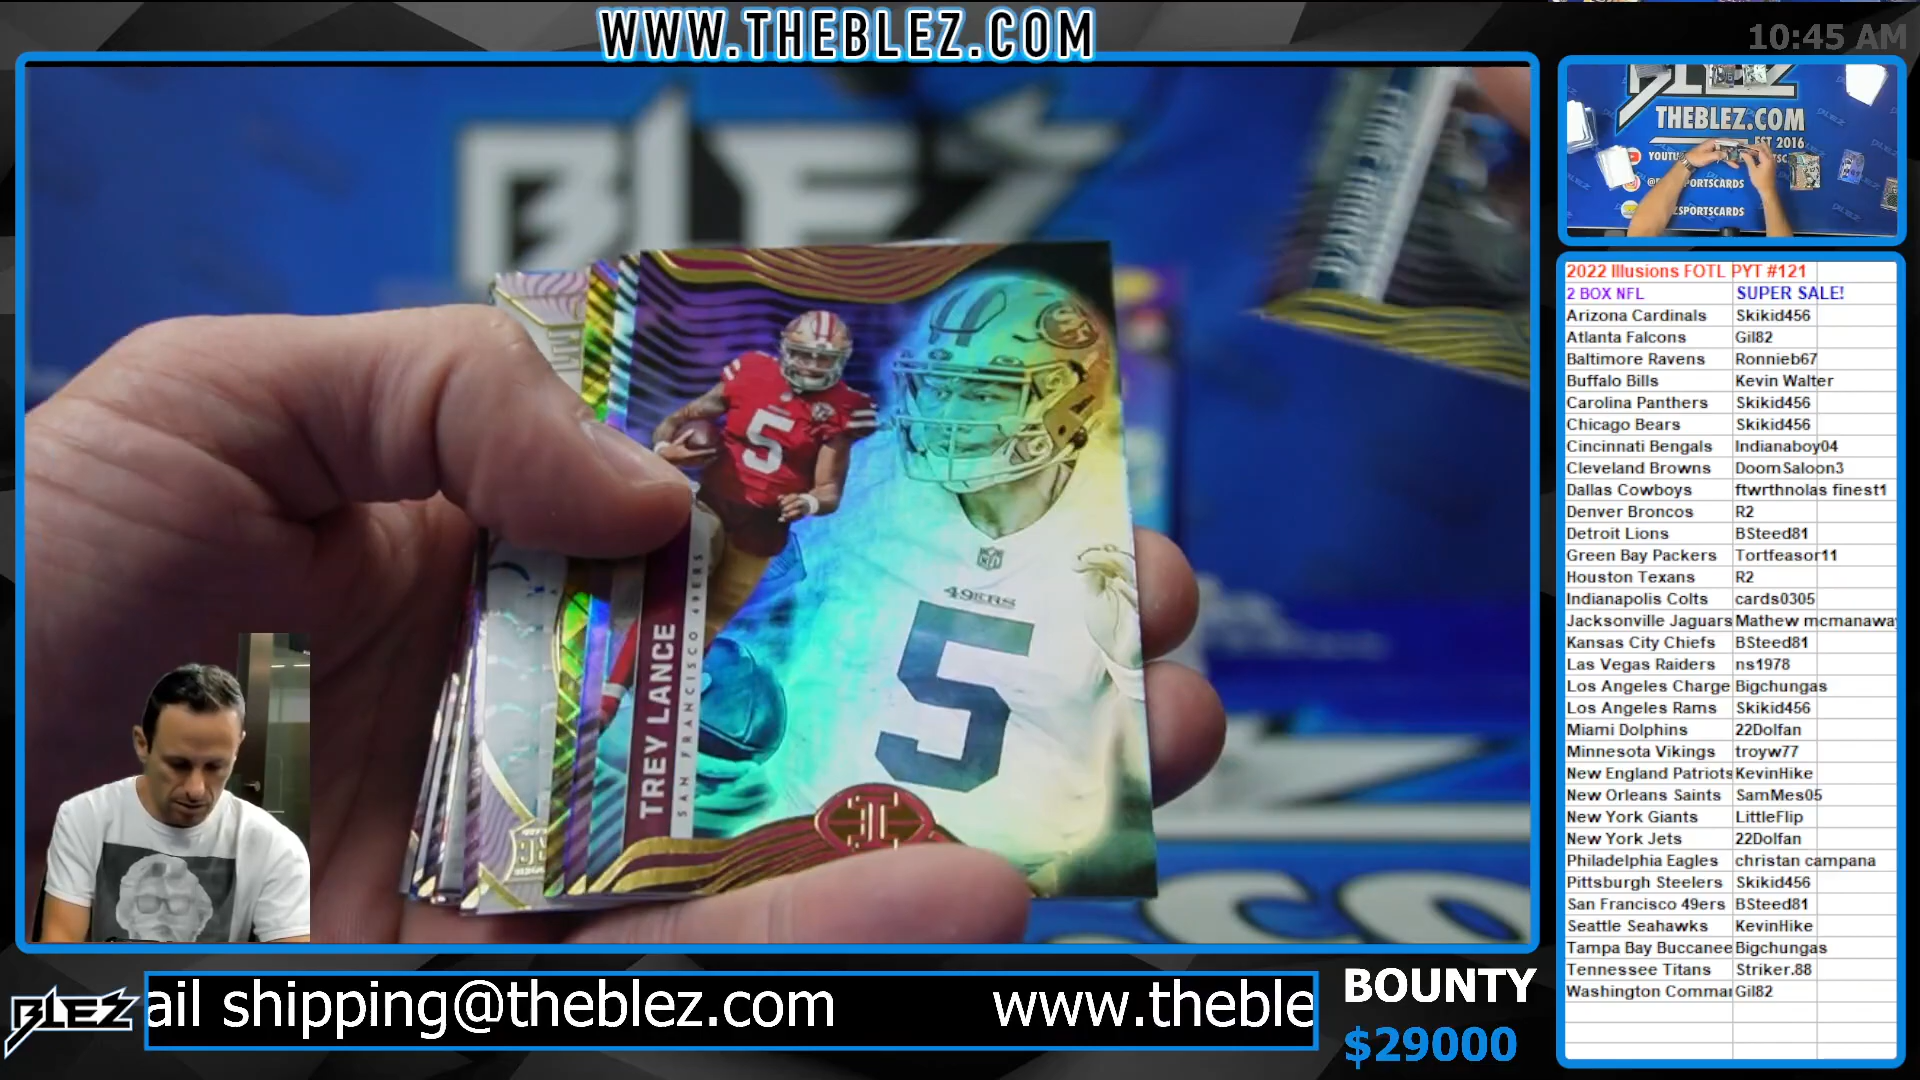 WWW.THEBLEZ.COM
10:45 AM
BLEZ
THEBLEZ.COM
EST 2016
5
TREY LANCE
SAN FRANCISCO 49ERS
49ERS
5
NFL
2022 Illusions FOTL PYT #121
2 BOX NFL SUPER SALE!
Arizona Cardinals Skikid456
Atlanta Falcons Gil82
Baltimore Ravens Ronnieb67
Buffalo Bills Kevin Walter
Carolina Panthers Skikid456
Chicago Bears Skikid456
Cincinnati Bengals Indianaboy04
Cleveland Browns DoomSaloon3
Dallas Cowboys ftwrthnolas finest1
Denver Broncos R2
Detroit Lions BSteed81
Green Bay Packers Tortfeasor11
Houston Texans R2
Indianapolis Colts cards0305
Jacksonville Jaguars Mathew mcmanaway
Kansas City Chiefs BSteed81
Las Vegas Raiders ns1978
Los Angeles Charge Bigchungas
Los Angeles Rams Skikid456
Miami Dolphins 22Dolfan
Minnesota Vikings troyw77
New England Patriots KevinHike
New Orleans Saints SamMes05
New York Giants LittleFlip
New York Jets 22Dolfan
Philadelphia Eagles christan campana
Pittsburgh Steelers Skikid456
San Francisco 49ers BSteed81
Seattle Seahawks KevinHike
Tampa Bay Buccanee Bigchungas
Tennessee Titans Striker.88
Washington Commar Gil82
BLEZ
ail shipping@theblez.com www.theble
BOUNTY
$29000